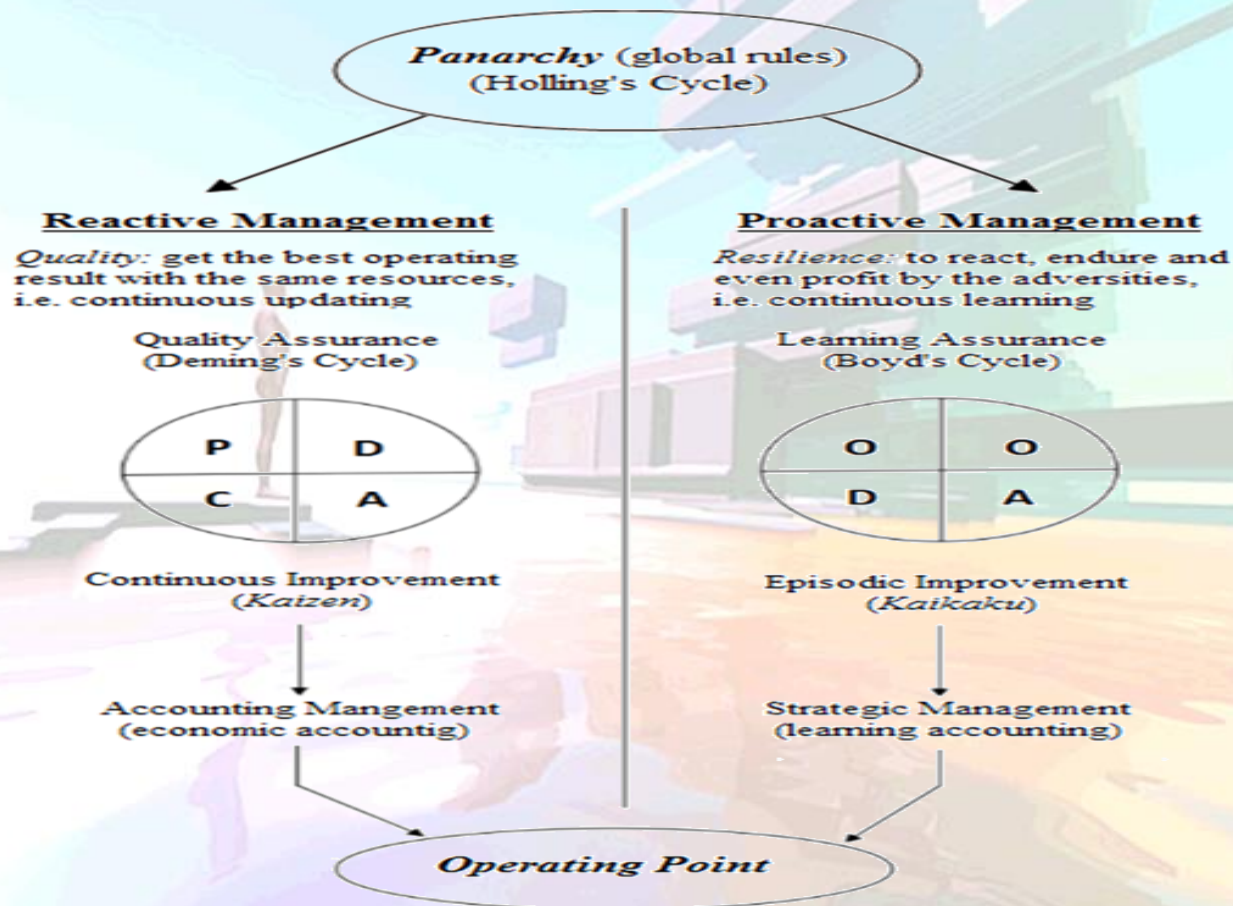 Panarchy (global rules)
(Holling's Cycle)
Reactive Management
Quality: get the best operating
result with the same resources,
i.e. continuous updating
Quality Assurance
(Deming's Cycle)
P D
C A
Continuous Improvement
(Kaizen)
Accounting Mangement
(economic accountig)
Proactive Management
Resilience: to react, endure and
even profit by the adversities,
i.e. continuous learning
Learning Assurance
(Boyd's Cycle)
O O
D A
Episodic Improvement
(Kaikaku)
Strategic Management
(learning accounting)
Operating Point